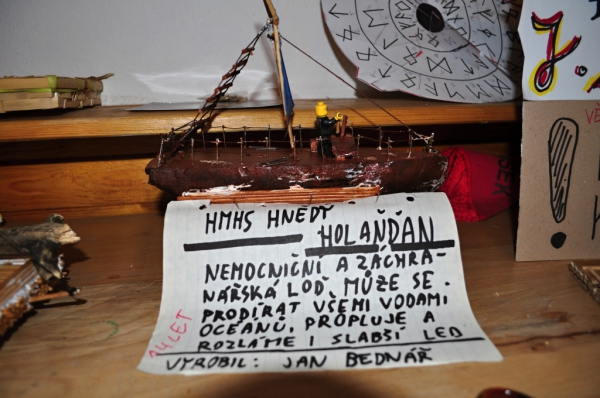 HMHS HNĚDÝ
HOLAŇĎAN
NEMOCNIČNÍ A ZÁCHRA-
NÁŘSKÁ LOĎ. MŮŽE SE
PRODÍRAT VŠEMI VODAMI
OCEÁNŮ, PROPLUJE A
ROZLÁME I SLABŠÍ LED
14 LET
VYROBIL: JAN BEDNÁŘ